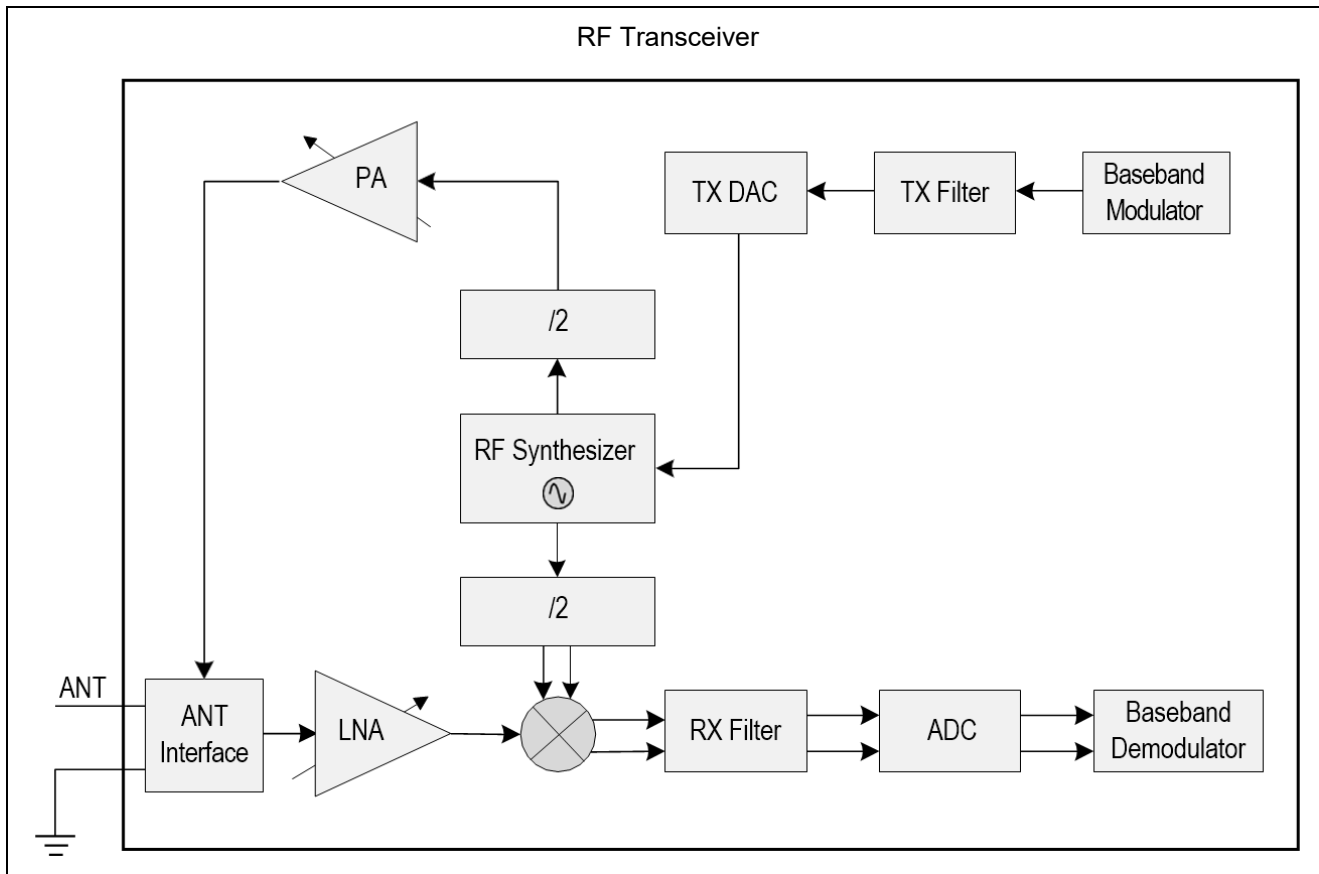 RF Transceiver
PA
TX DAC
TX Filter
Baseband
Modulator
/2
RF Synthesizer
/2
ANT
ANT
Interface
LNA
RX Filter
ADC
Baseband
Demodulator